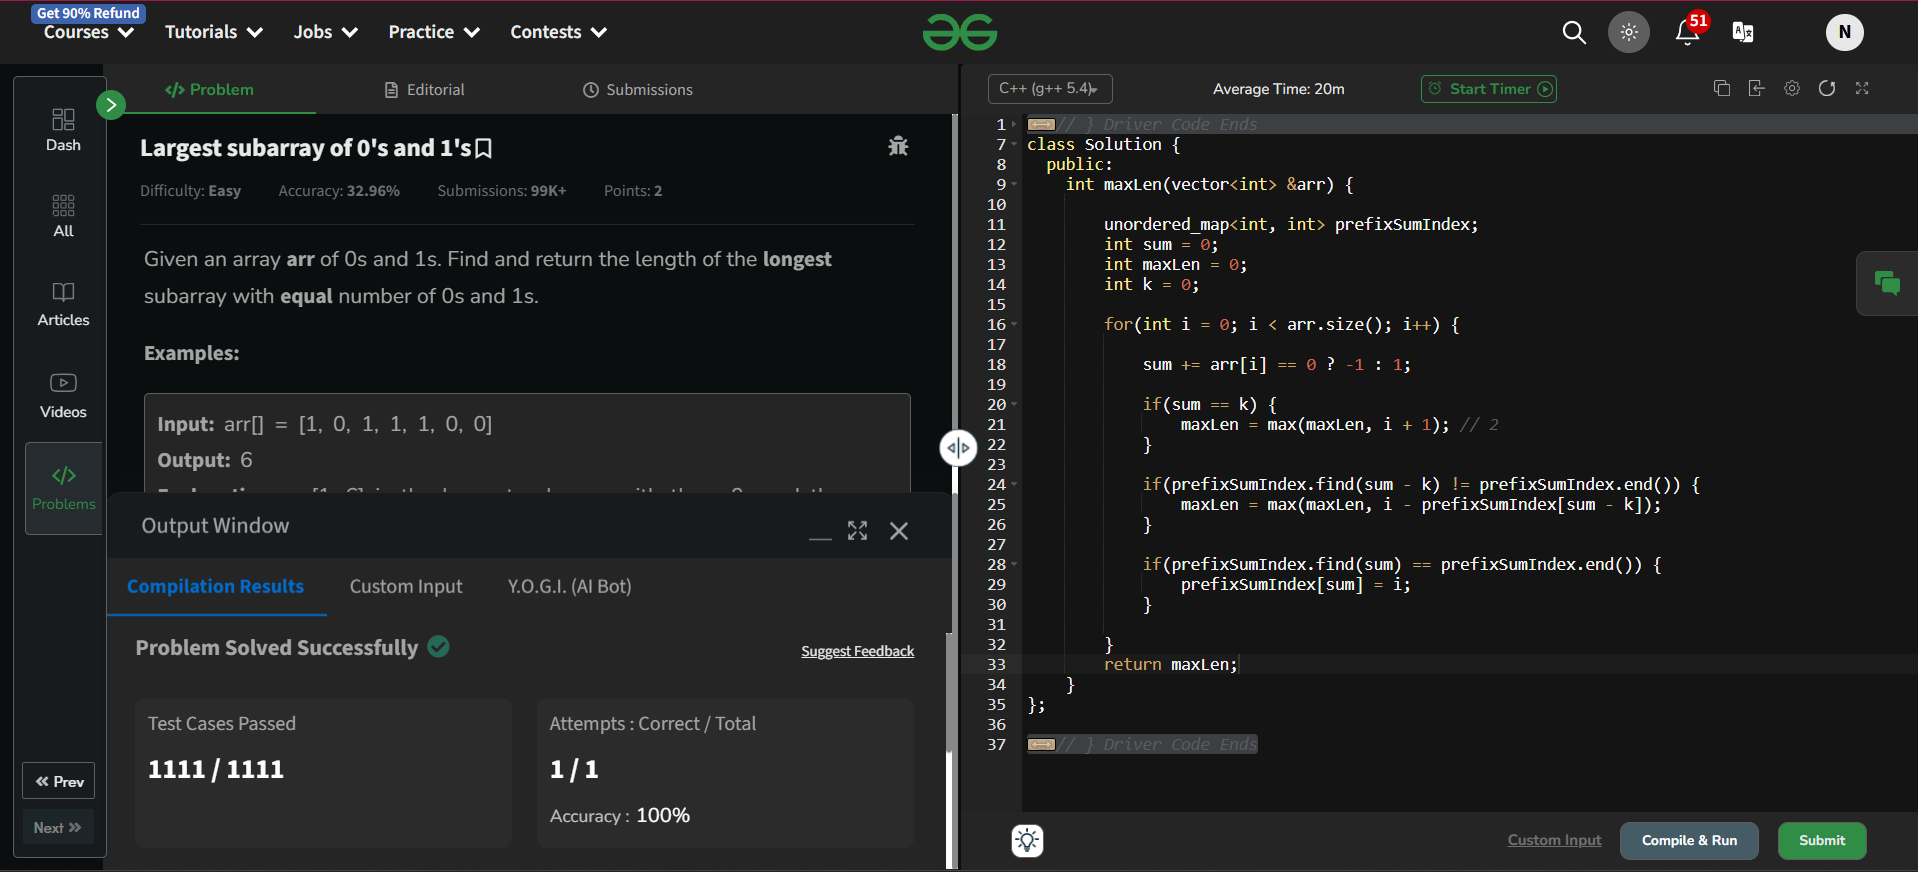 Get 90% Refund
Courses
Tutorials
Jobs
Practice
Contests
51
N
Dash
All
Articles
Videos
Problems
Prev
Next
</> Problem
Editorial
Submissions
Largest subarray of 0's and 1's
Difficulty: Easy Accuracy: 32.96% Submissions: 99K+ Points: 2
Given an array arr of 0s and 1s. Find and return the length of the longest
subarray with equal number of 0s and 1s.
Examples:
Input: arr[] = [1, 0, 1, 1, 1, 0, 0]
Output: 6
Output Window
Compilation Results
Custom Input
Y.O.G.I. (AI Bot)
Problem Solved Successfully
Suggest Feedback
Test Cases Passed
1111 / 1111
Attempts : Correct / Total
1 / 1
Accuracy : 100%
C++ (g++ 5.4)
Average Time: 20m
Start Timer
1 // } Driver Code Ends
7 class Solution {
8 public:
9 int maxLen(vector<int> &arr) {
10
11 unordered_map<int, int> prefixSumIndex;
12 int sum = 0;
13 int maxLen = 0;
14 int k = 0;
15
16 for(int i = 0; i < arr.size(); i++) {
17
18 sum += arr[i] == 0 ? -1 : 1;
19
20 if(sum == k) {
21 maxLen = max(maxLen, i + 1); // 2
22 }
23
24 if(prefixSumIndex.find(sum - k) != prefixSumIndex.end()) {
25 maxLen = max(maxLen, i - prefixSumIndex[sum - k]);
26 }
27
28 if(prefixSumIndex.find(sum) == prefixSumIndex.end()) {
29 prefixSumIndex[sum] = i;
30 }
31
32 }
33 return maxLen;
34 }
35 };
36
37 // } Driver Code Ends
Custom Input
Compile & Run
Submit